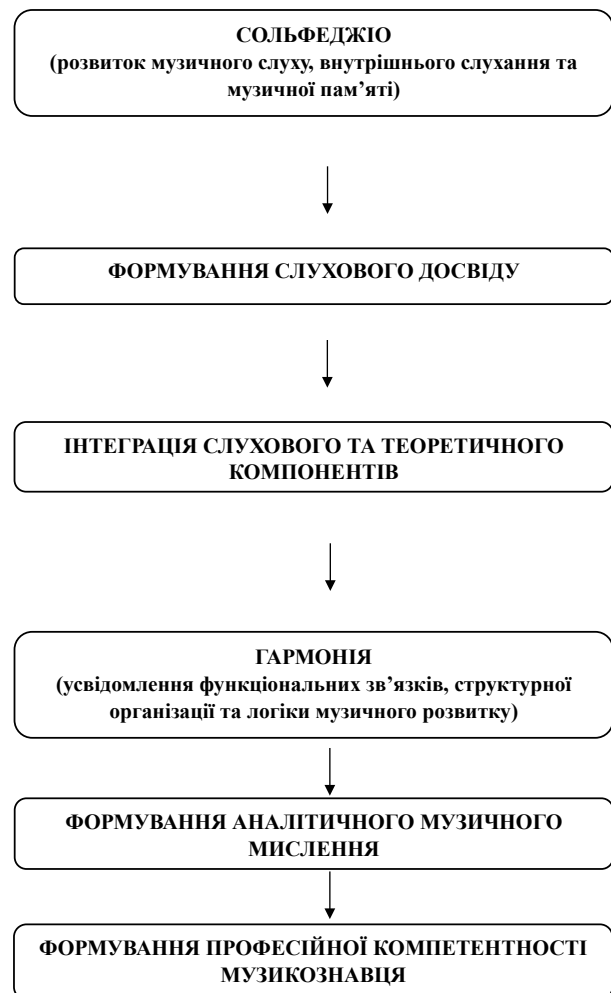 СОЛЬФЕДЖІО
(розвиток музичного слуху, внутрішнього слухання та
музичної пам’яті)
ФОРМУВАННЯ СЛУХОВОГО ДОСВІДУ
ІНТЕГРАЦІЯ СЛУХОВОГО ТА ТЕОРЕТИЧНОГО
КОМПОНЕНТІВ
ГАРМОНІЯ
(усвідомлення функціональних зв’язків, структурної
організації та логіки музичного розвитку)
ФОРМУВАННЯ АНАЛІТИЧНОГО МУЗИЧНОГО
МИСЛЕННЯ
ФОРМУВАННЯ ПРОФЕСІЙНОЇ КОМПЕТЕНТНОСТІ
МУЗИКОЗНАВЦЯ